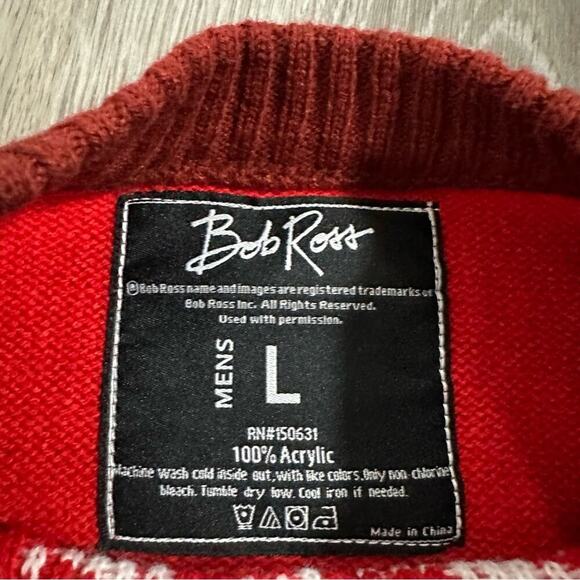 Bob Ross
®Bob Ross name and images are registered trademarks of
Bob Ross Inc. All Rights Reserved.
Used with permission.
MENS
L
RN#150631
100% Acrylic
Machine wash cold inside out, with like colors. Only non-chlorine
bleach. Tumble dry low. Cool iron if needed.
Made in China